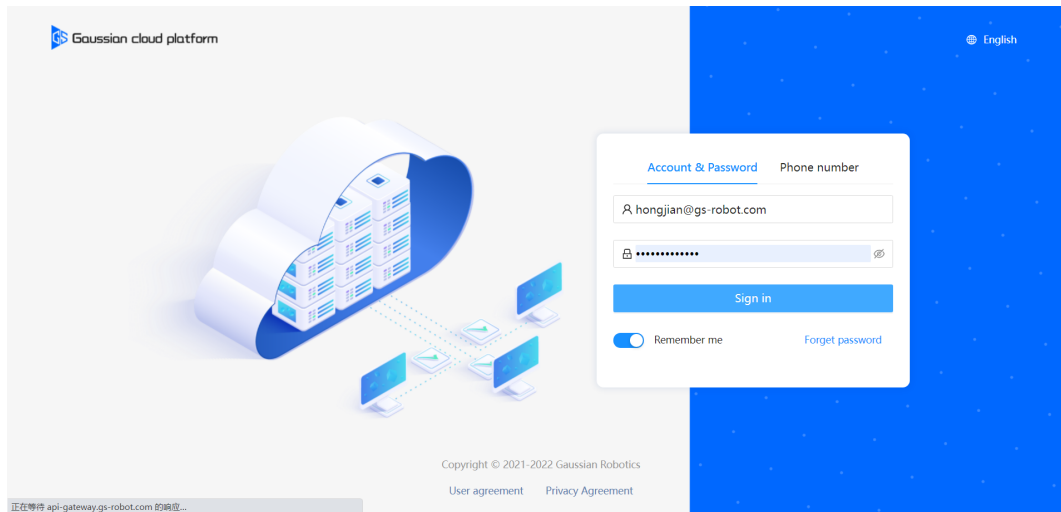 GS Gaussian cloud platform
English
Account & Password Phone number
hongjian@gs-robot.com
•••••••••••••
Sign in
Remember me Forget password
Copyright © 2021-2022 Gaussian Robotics
User agreement Privacy Agreement
正在等待 api-gateway.gs-robot.com 的响应...